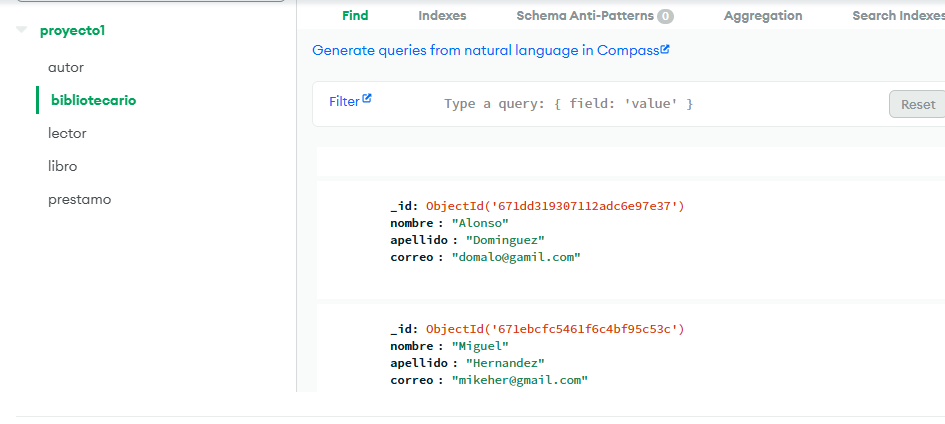 proyecto1
autor
bibliotecario
lector
libro
prestamo
Find Indexes Schema Anti-Patterns 0 Aggregation Search Indexes
Generate queries from natural language in Compass
Filter Type a query: { field: 'value' } Reset
_id: ObjectId('671dd319307112adc6e97e37')
nombre : "Alonso"
apellido : "Dominguez"
correo : "domalo@gamil.com"
_id: ObjectId('671ebcfc5461f6c4bf95c53c')
nombre : "Miguel"
apellido : "Hernandez"
correo : "mikeher@gmail.com"